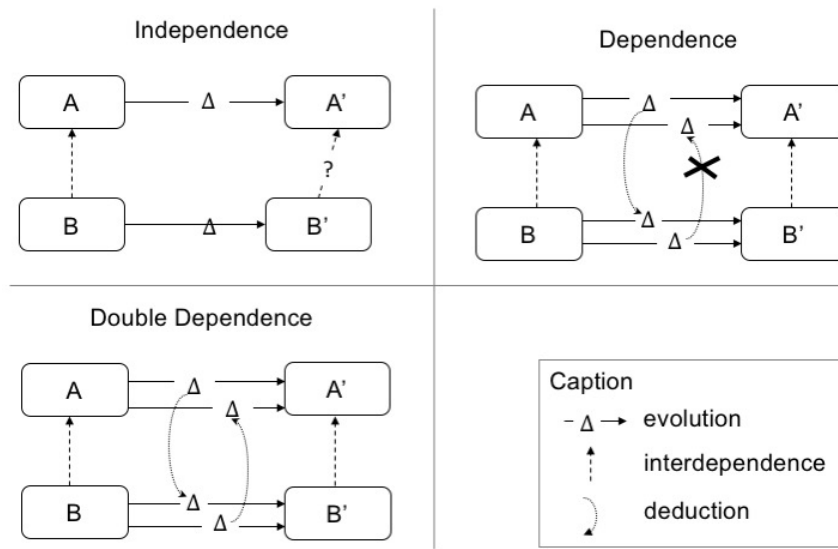 Independence
A
Δ
A'
?
B
Δ
B'
Dependence
A
Δ
A'
Δ
B
Δ
B'
Δ
Double Dependence
A
Δ
A'
Δ
B
Δ
B'
Δ
Caption
Δ evolution
interdependence
deduction